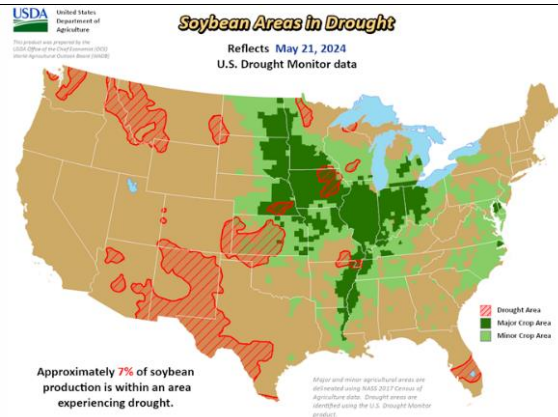 USDA
United States
Department of
Agriculture
This product was prepared by the
USDA Office of the Chief Economist (OCE)
World Agricultural Outlook Board (WAOB)
Soybean Areas in Drought
Reflects May 21, 2024
U.S. Drought Monitor data
Drought Area
Major Crop Area
Minor Crop Area
Approximately 7% of soybean
production is within an area
experiencing drought.
Major and minor agricultural areas are
delineated using NASS 2017 Census of
Agriculture data. Drought areas are
identified using the U.S. Drought Monitor
product.